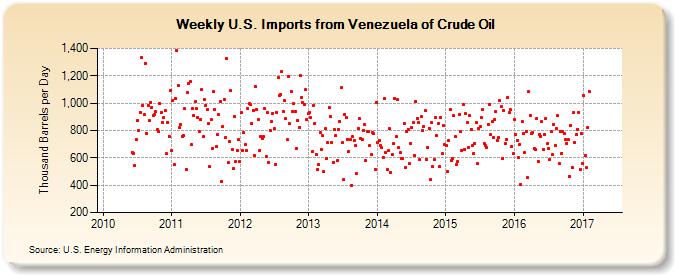 Weekly U.S. Imports from Venezuela of Crude Oil
Thousand Barrels per Day
1,400
1,200
1,000
800
600
400
200
2010 2011 2012 2013 2014 2015 2016 2017
Source: U.S. Energy Information Administration